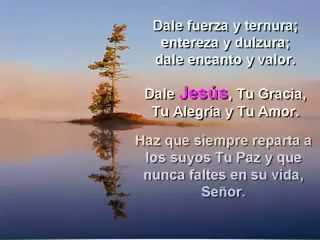 Dale fuerza y ternura;
entereza y dulzura;
dale encanto y valor.
Dale Jesús, Tu Gracia,
Tu Alegría y Tu Amor.
Haz que siempre reparta a
los suyos Tu Paz y que
nunca faltes en su vida,
Señor.